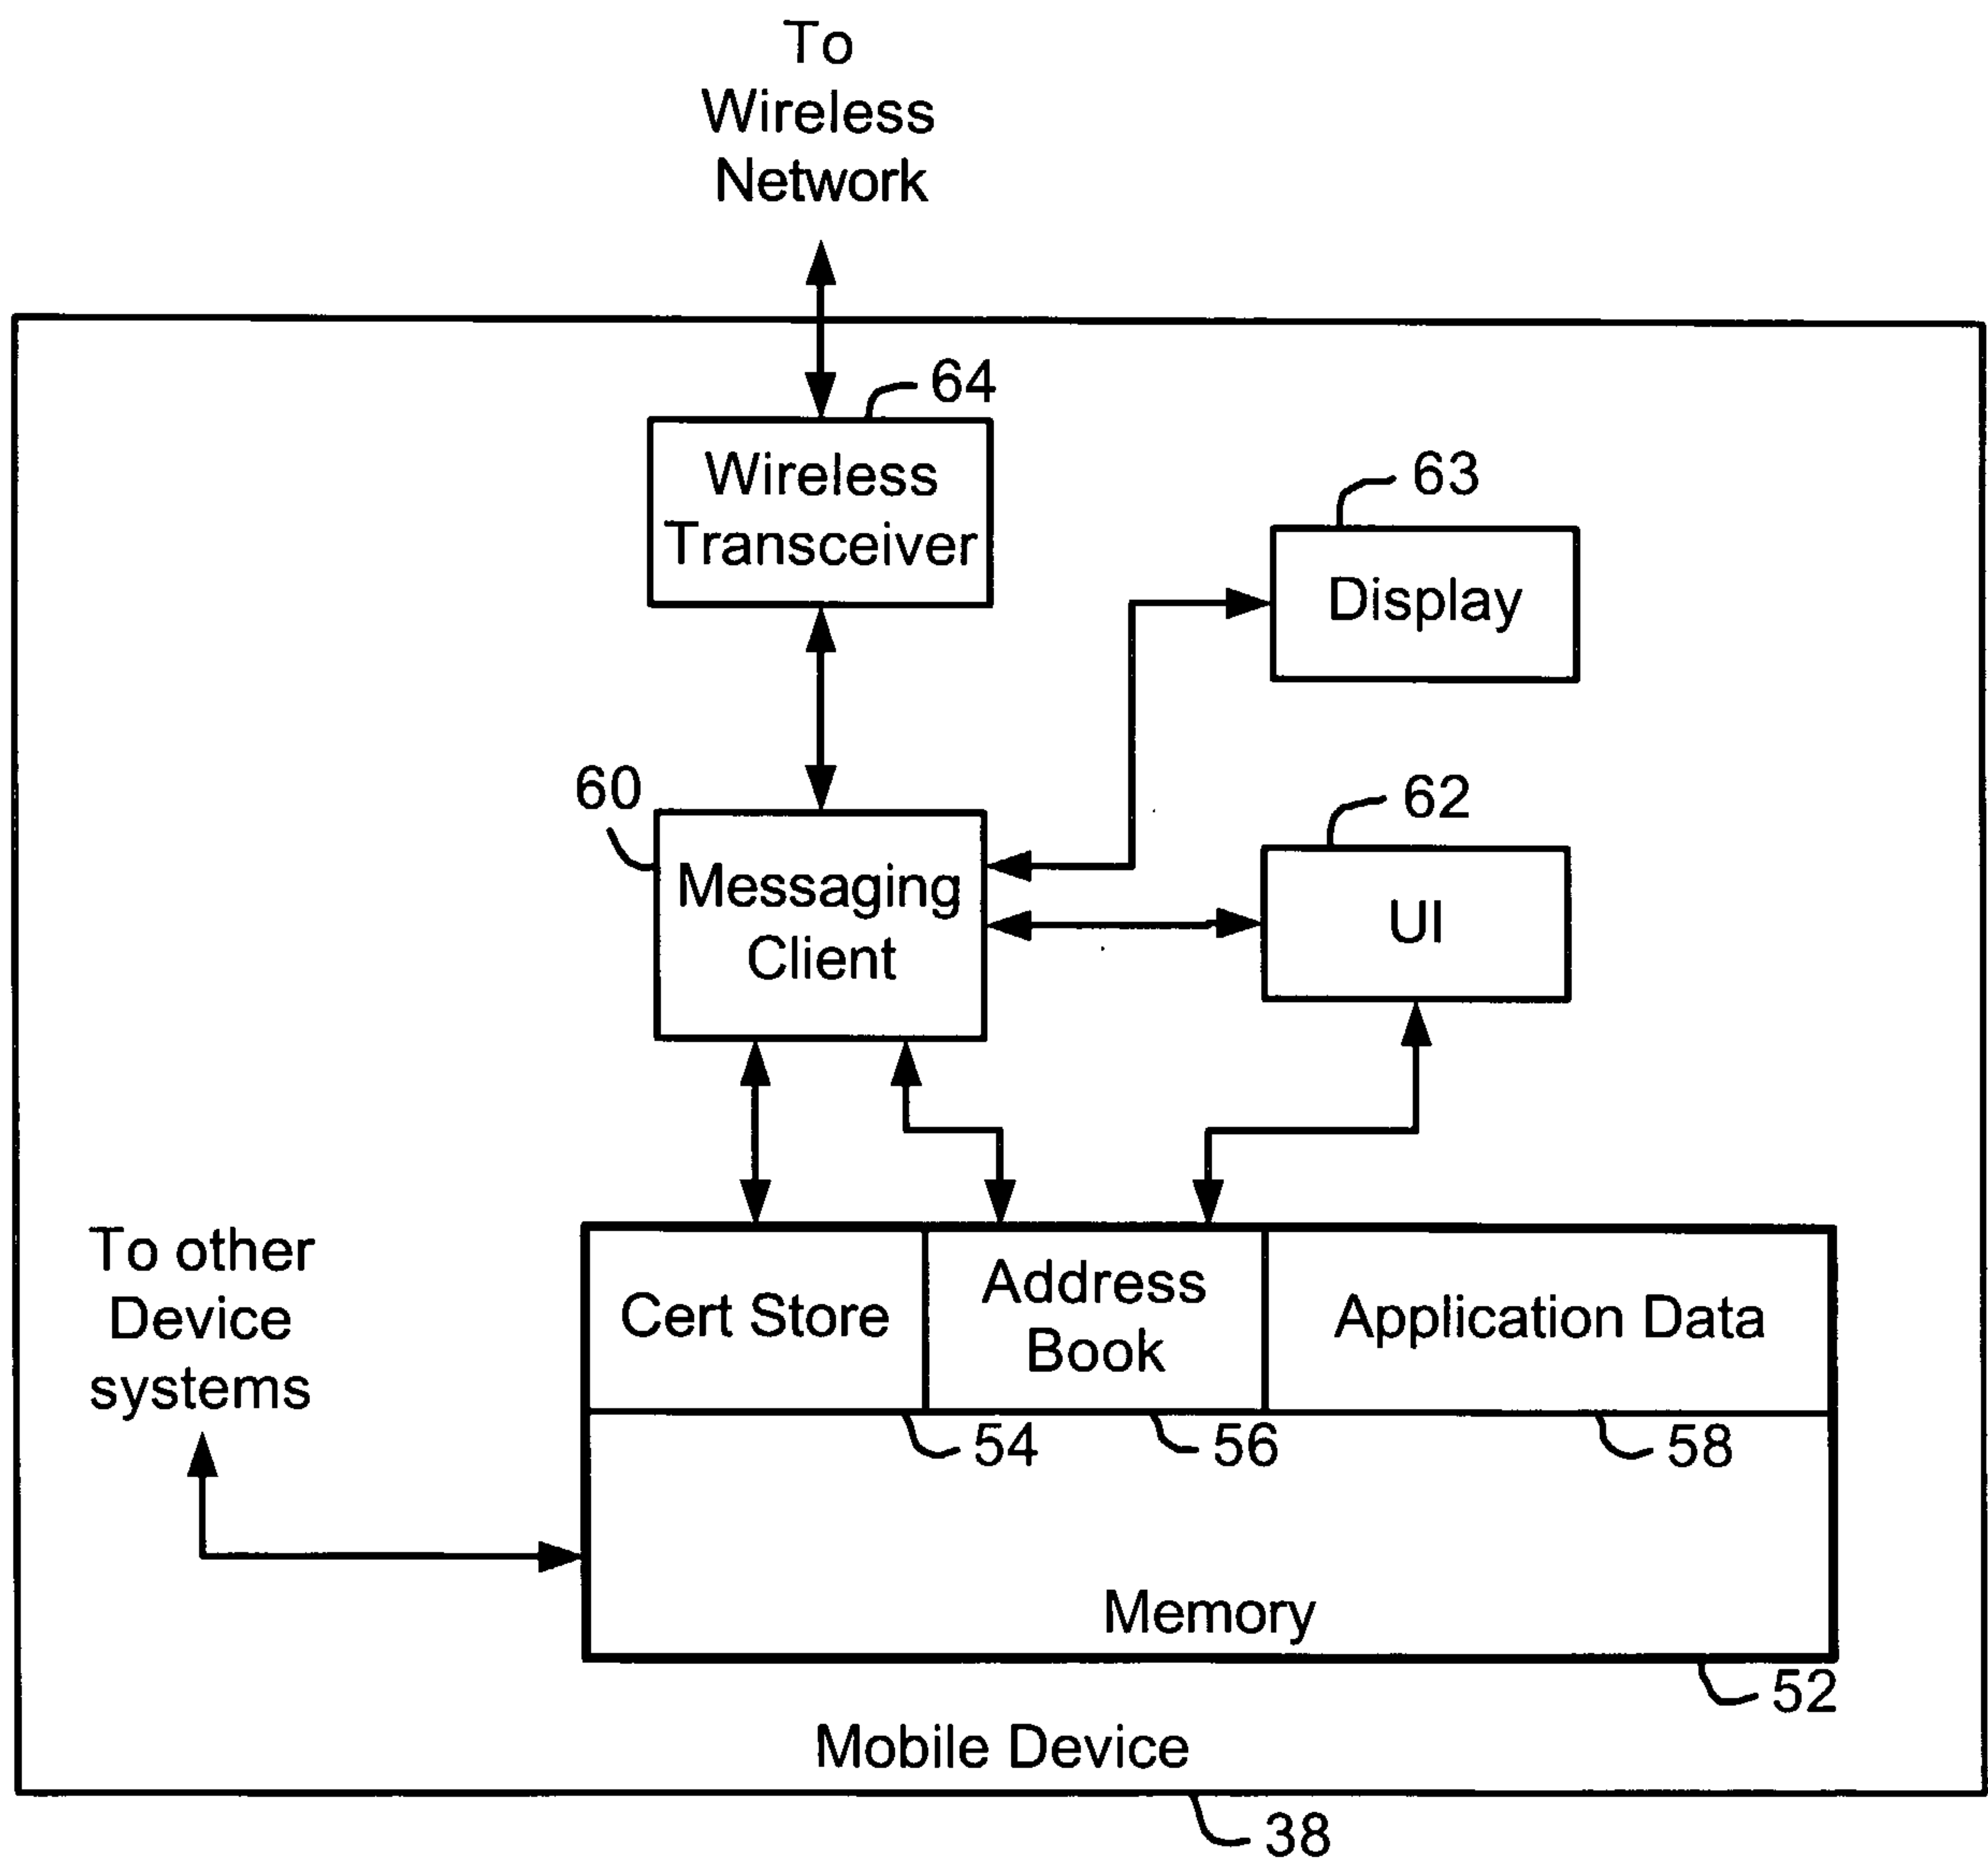 To
Wireless
Network
64
Wireless
Transceiver
63
Display
60
Messaging
Client
62
UI
To other
Device
systems
Cert Store
Address
Book
Application Data
54
56
58
Memory
52
Mobile Device
38